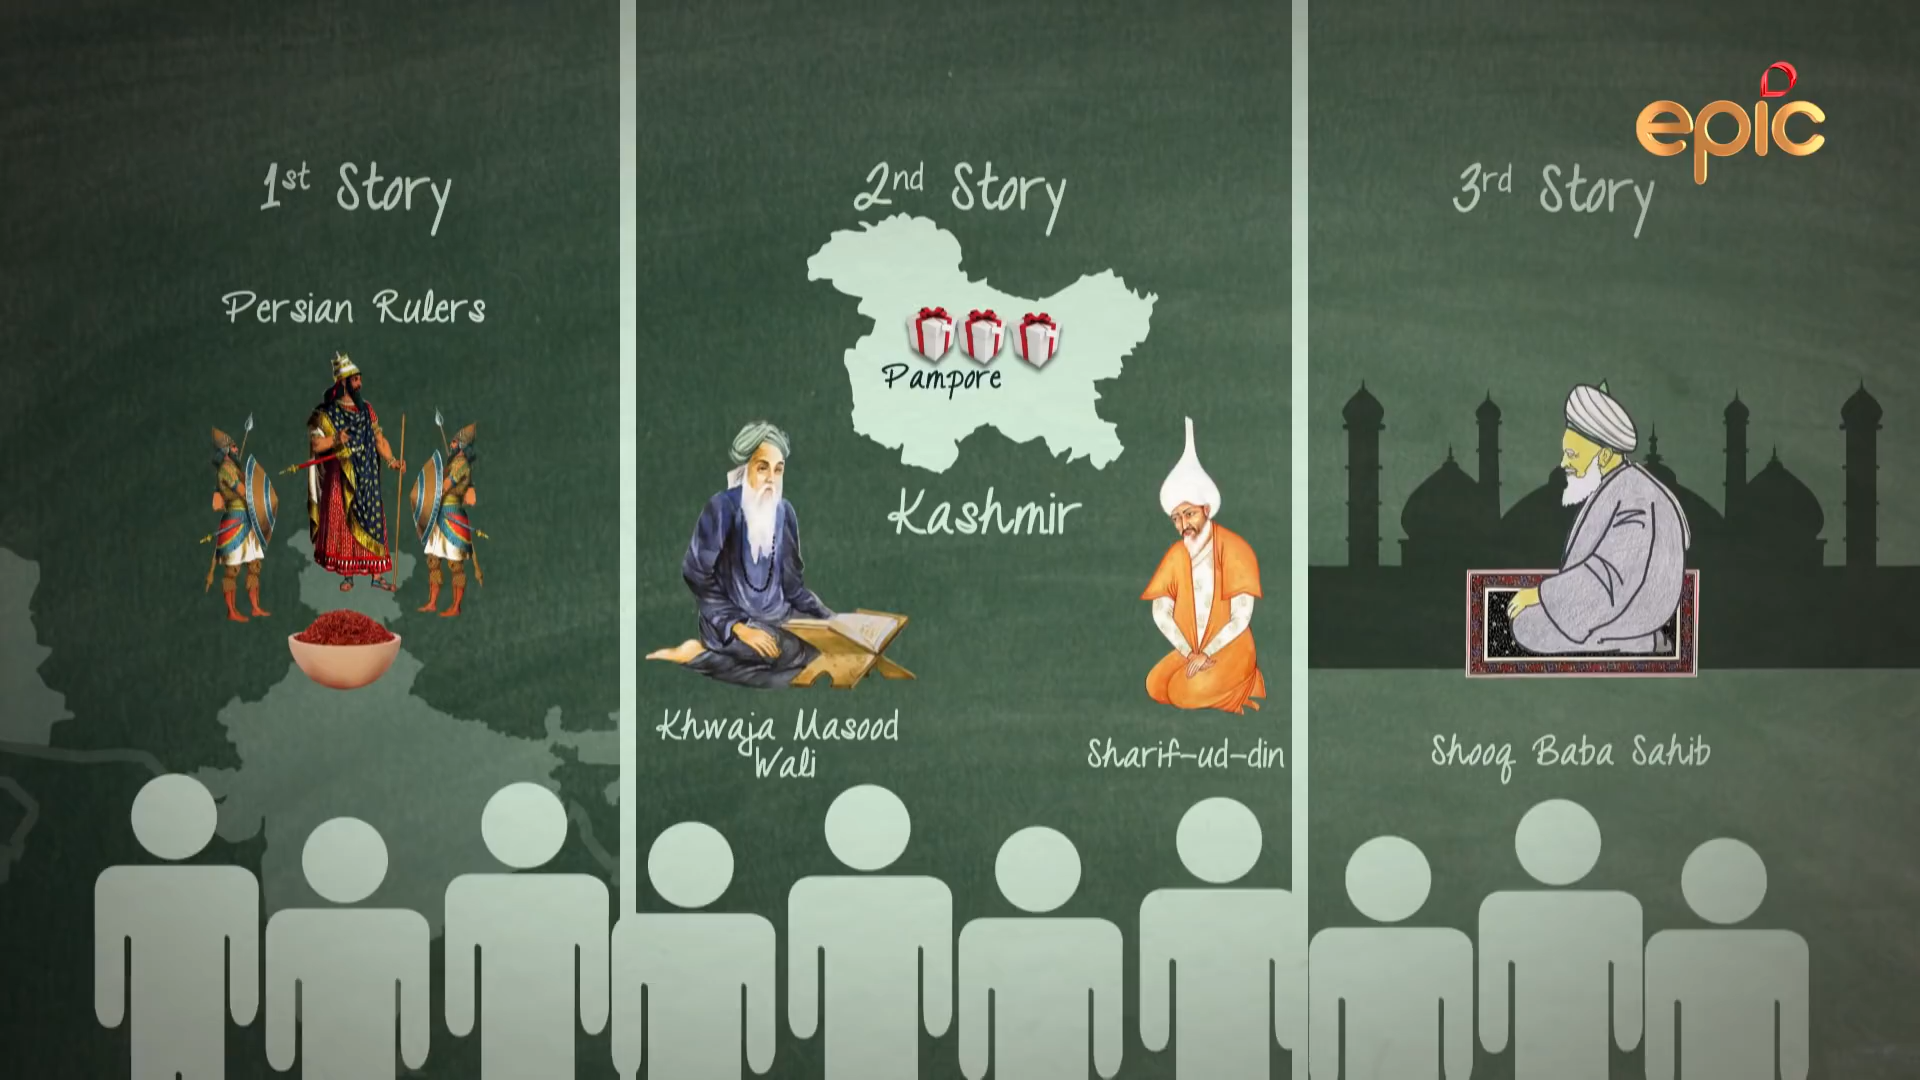 1st Story
Persian Rulers
2nd Story
Pampore
Kashmir
Khwaja Masood
Wali
Sharif-ud-din
epic
3rd Story
Shooq Baba Sahib